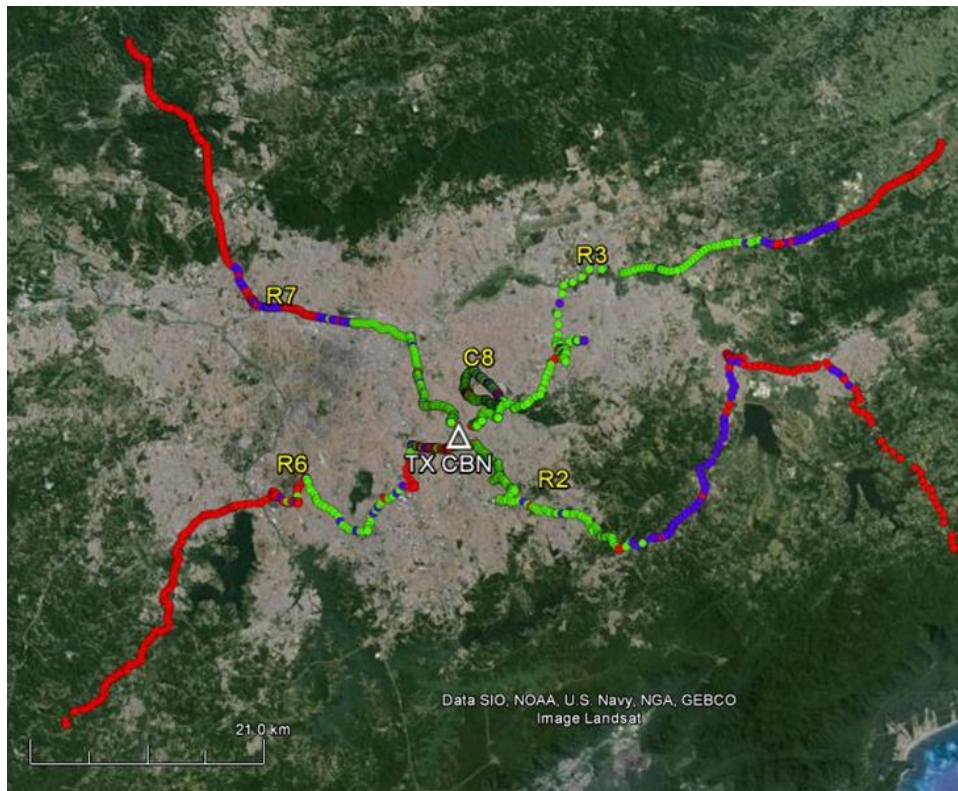 R3
R7
C8
TX CBN
R6
R2
Data SIO, NOAA, U.S. Navy, NGA, GEBCO
Image Landsat
21.0 km